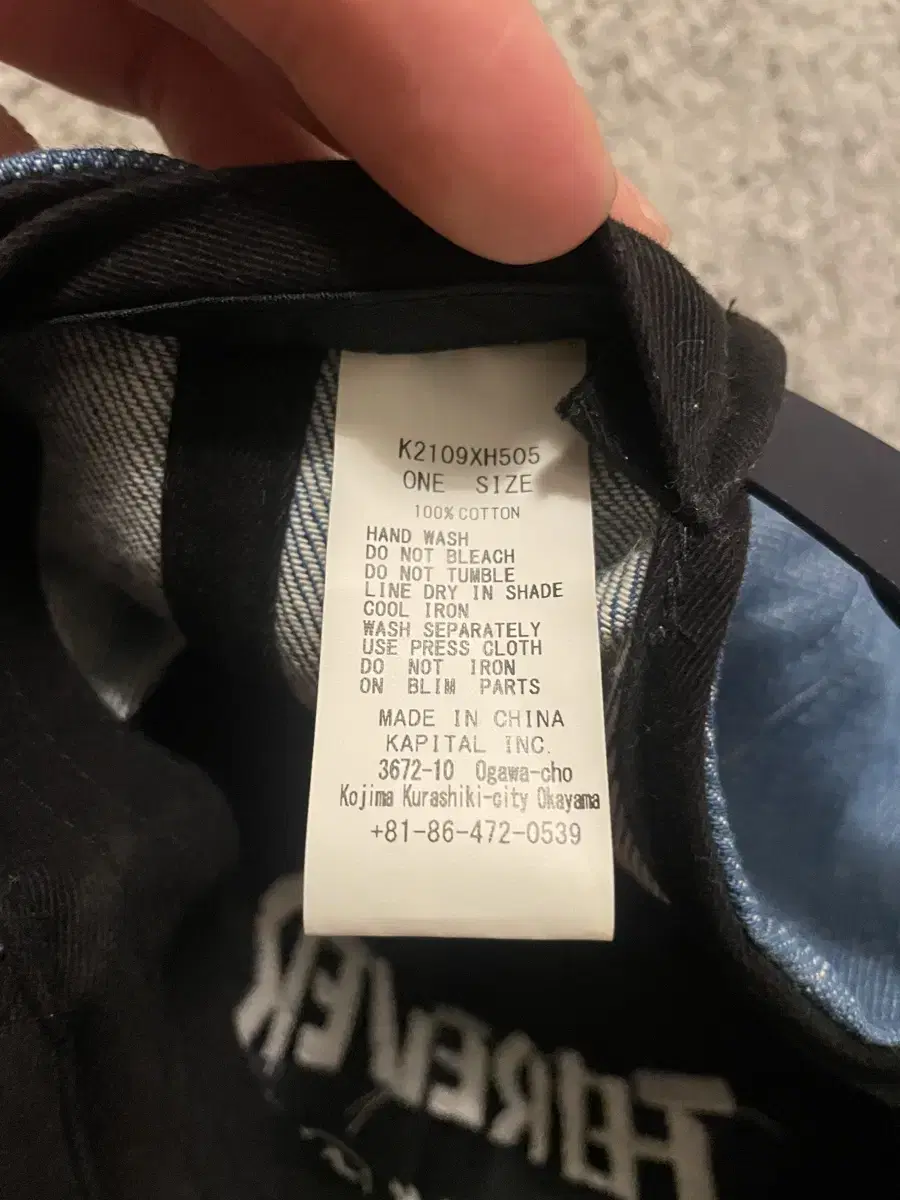 K2109XH505
ONE SIZE
100% COTTON
HAND WASH
DO NOT BLEACH
DO NOT TUMBLE
LINE DRY IN SHADE
COOL IRON
WASH SEPARATELY
USE PRESS CLOTH
DO NOT IRON
ON BLIM PARTS
MADE IN CHINA
KAPITAL INC.
3672-10 Ogawa-cho
Kojima Kurashiki-city Okayama
+81-86-472-0539
FOREVER